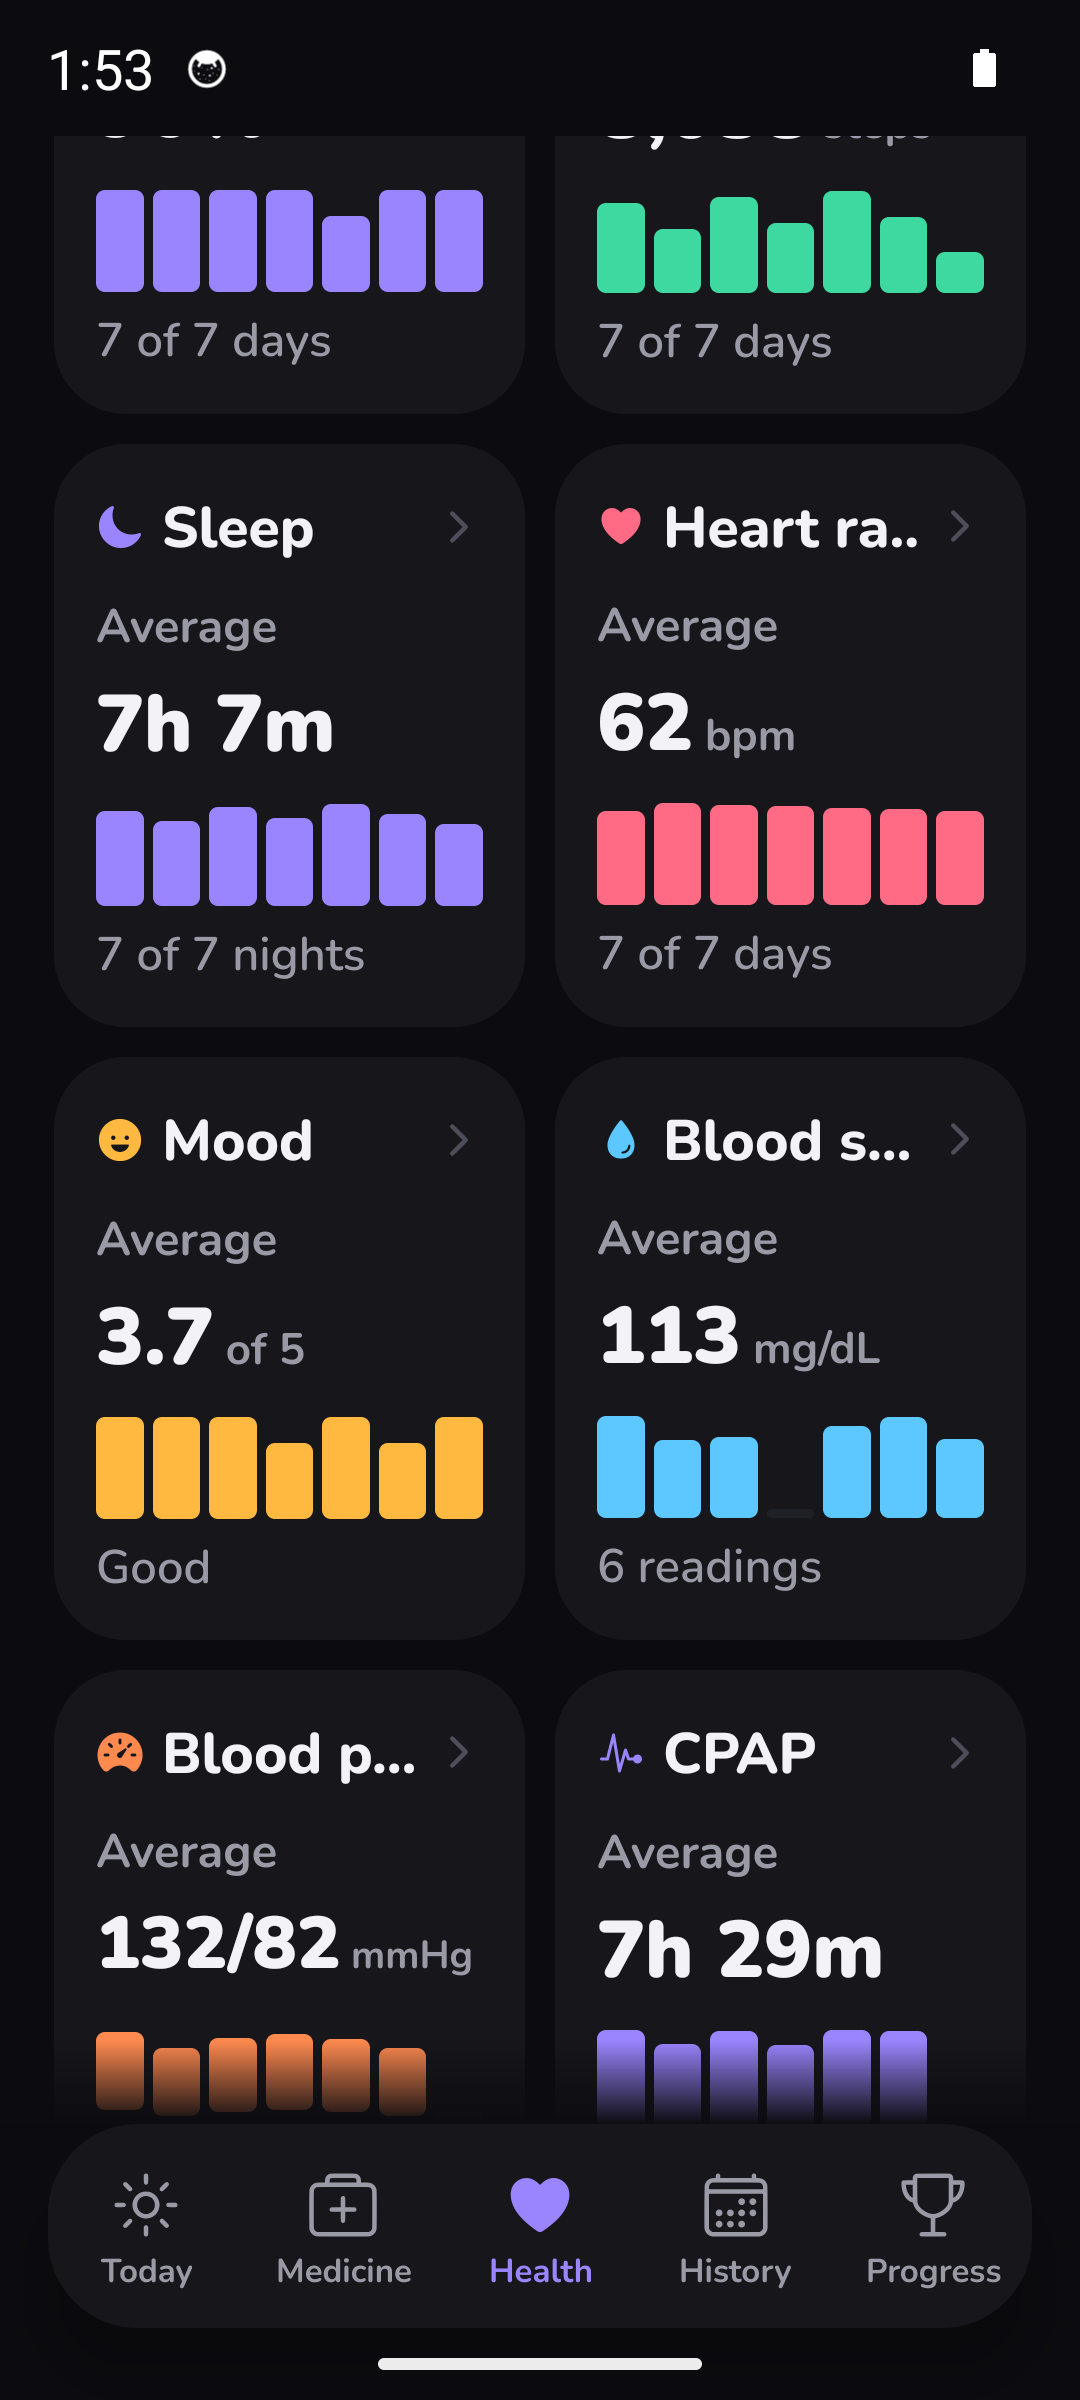 1:53
7 of 7 days
7 of 7 days
Sleep
Average
7h 7m
7 of 7 nights
Heart ra..
Average
62 bpm
7 of 7 days
Mood
Average
3.7 of 5
Good
Blood s...
Average
113 mg/dL
6 readings
Blood p...
Average
132/82 mmHg
CPAP
Average
7h 29m
Today
Medicine
Health
History
Progress